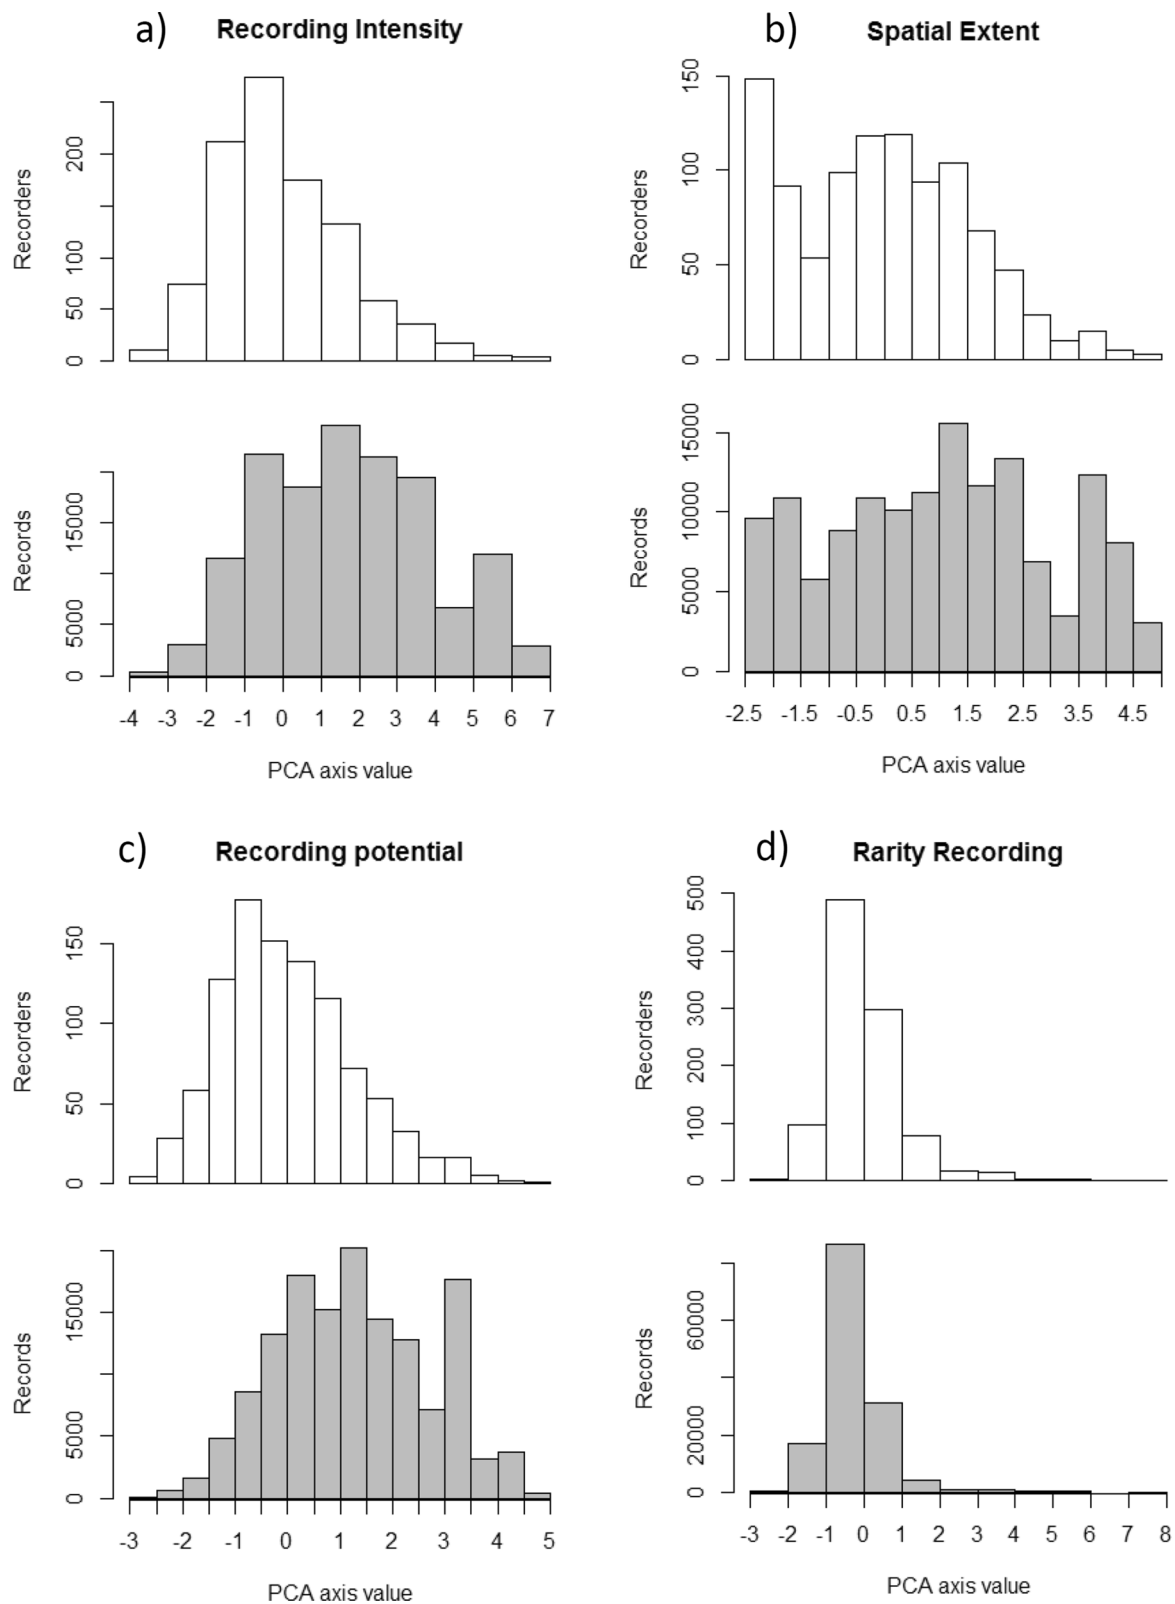 a) Recording Intensity
Recorders
0 50 100 200
Records
0 5000 15000
-4 -3 -2 -1 0 1 2 3 4 5 6 7
PCA axis value
b) Spatial Extent
Recorders
0 50 100 150
Records
0 5000 10000 15000
-2.5 -1.5 -0.5 0.5 1.5 2.5 3.5 4.5
PCA axis value
c) Recording potential
Recorders
0 50 100 150
Records
0 5000 15000
-3 -2 -1 0 1 2 3 4 5
PCA axis value
d) Rarity Recording
Recorders
0 100 200 300 400 500
Records
0 20000 60000
-3 -2 -1 0 1 2 3 4 5 6 7 8
PCA axis value